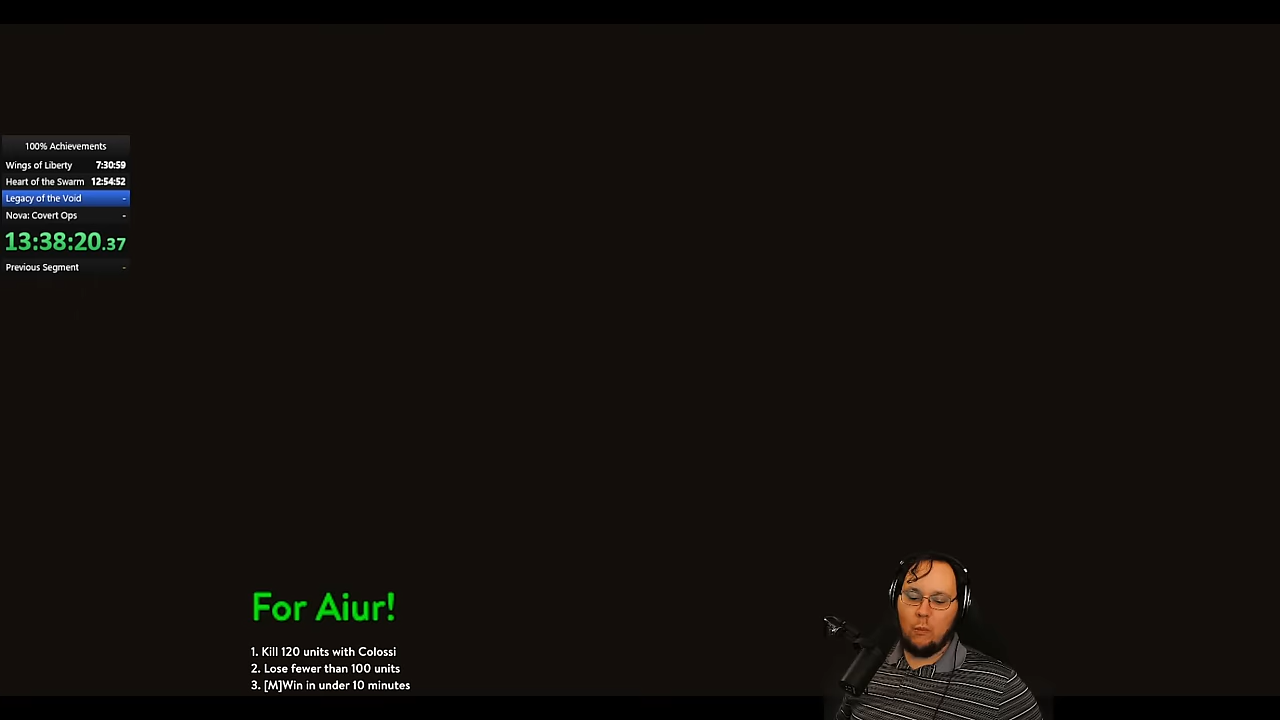 100% Achievements
Wings of Liberty 7:30:59
Heart of the Swarm 12:54:52
Legacy of the Void -
Nova: Covert Ops -
13:38:20.37
Previous Segment -
For Aiur!
1. Kill 120 units with Colossi
2. Lose fewer than 100 units
3. [M]Win in under 10 minutes